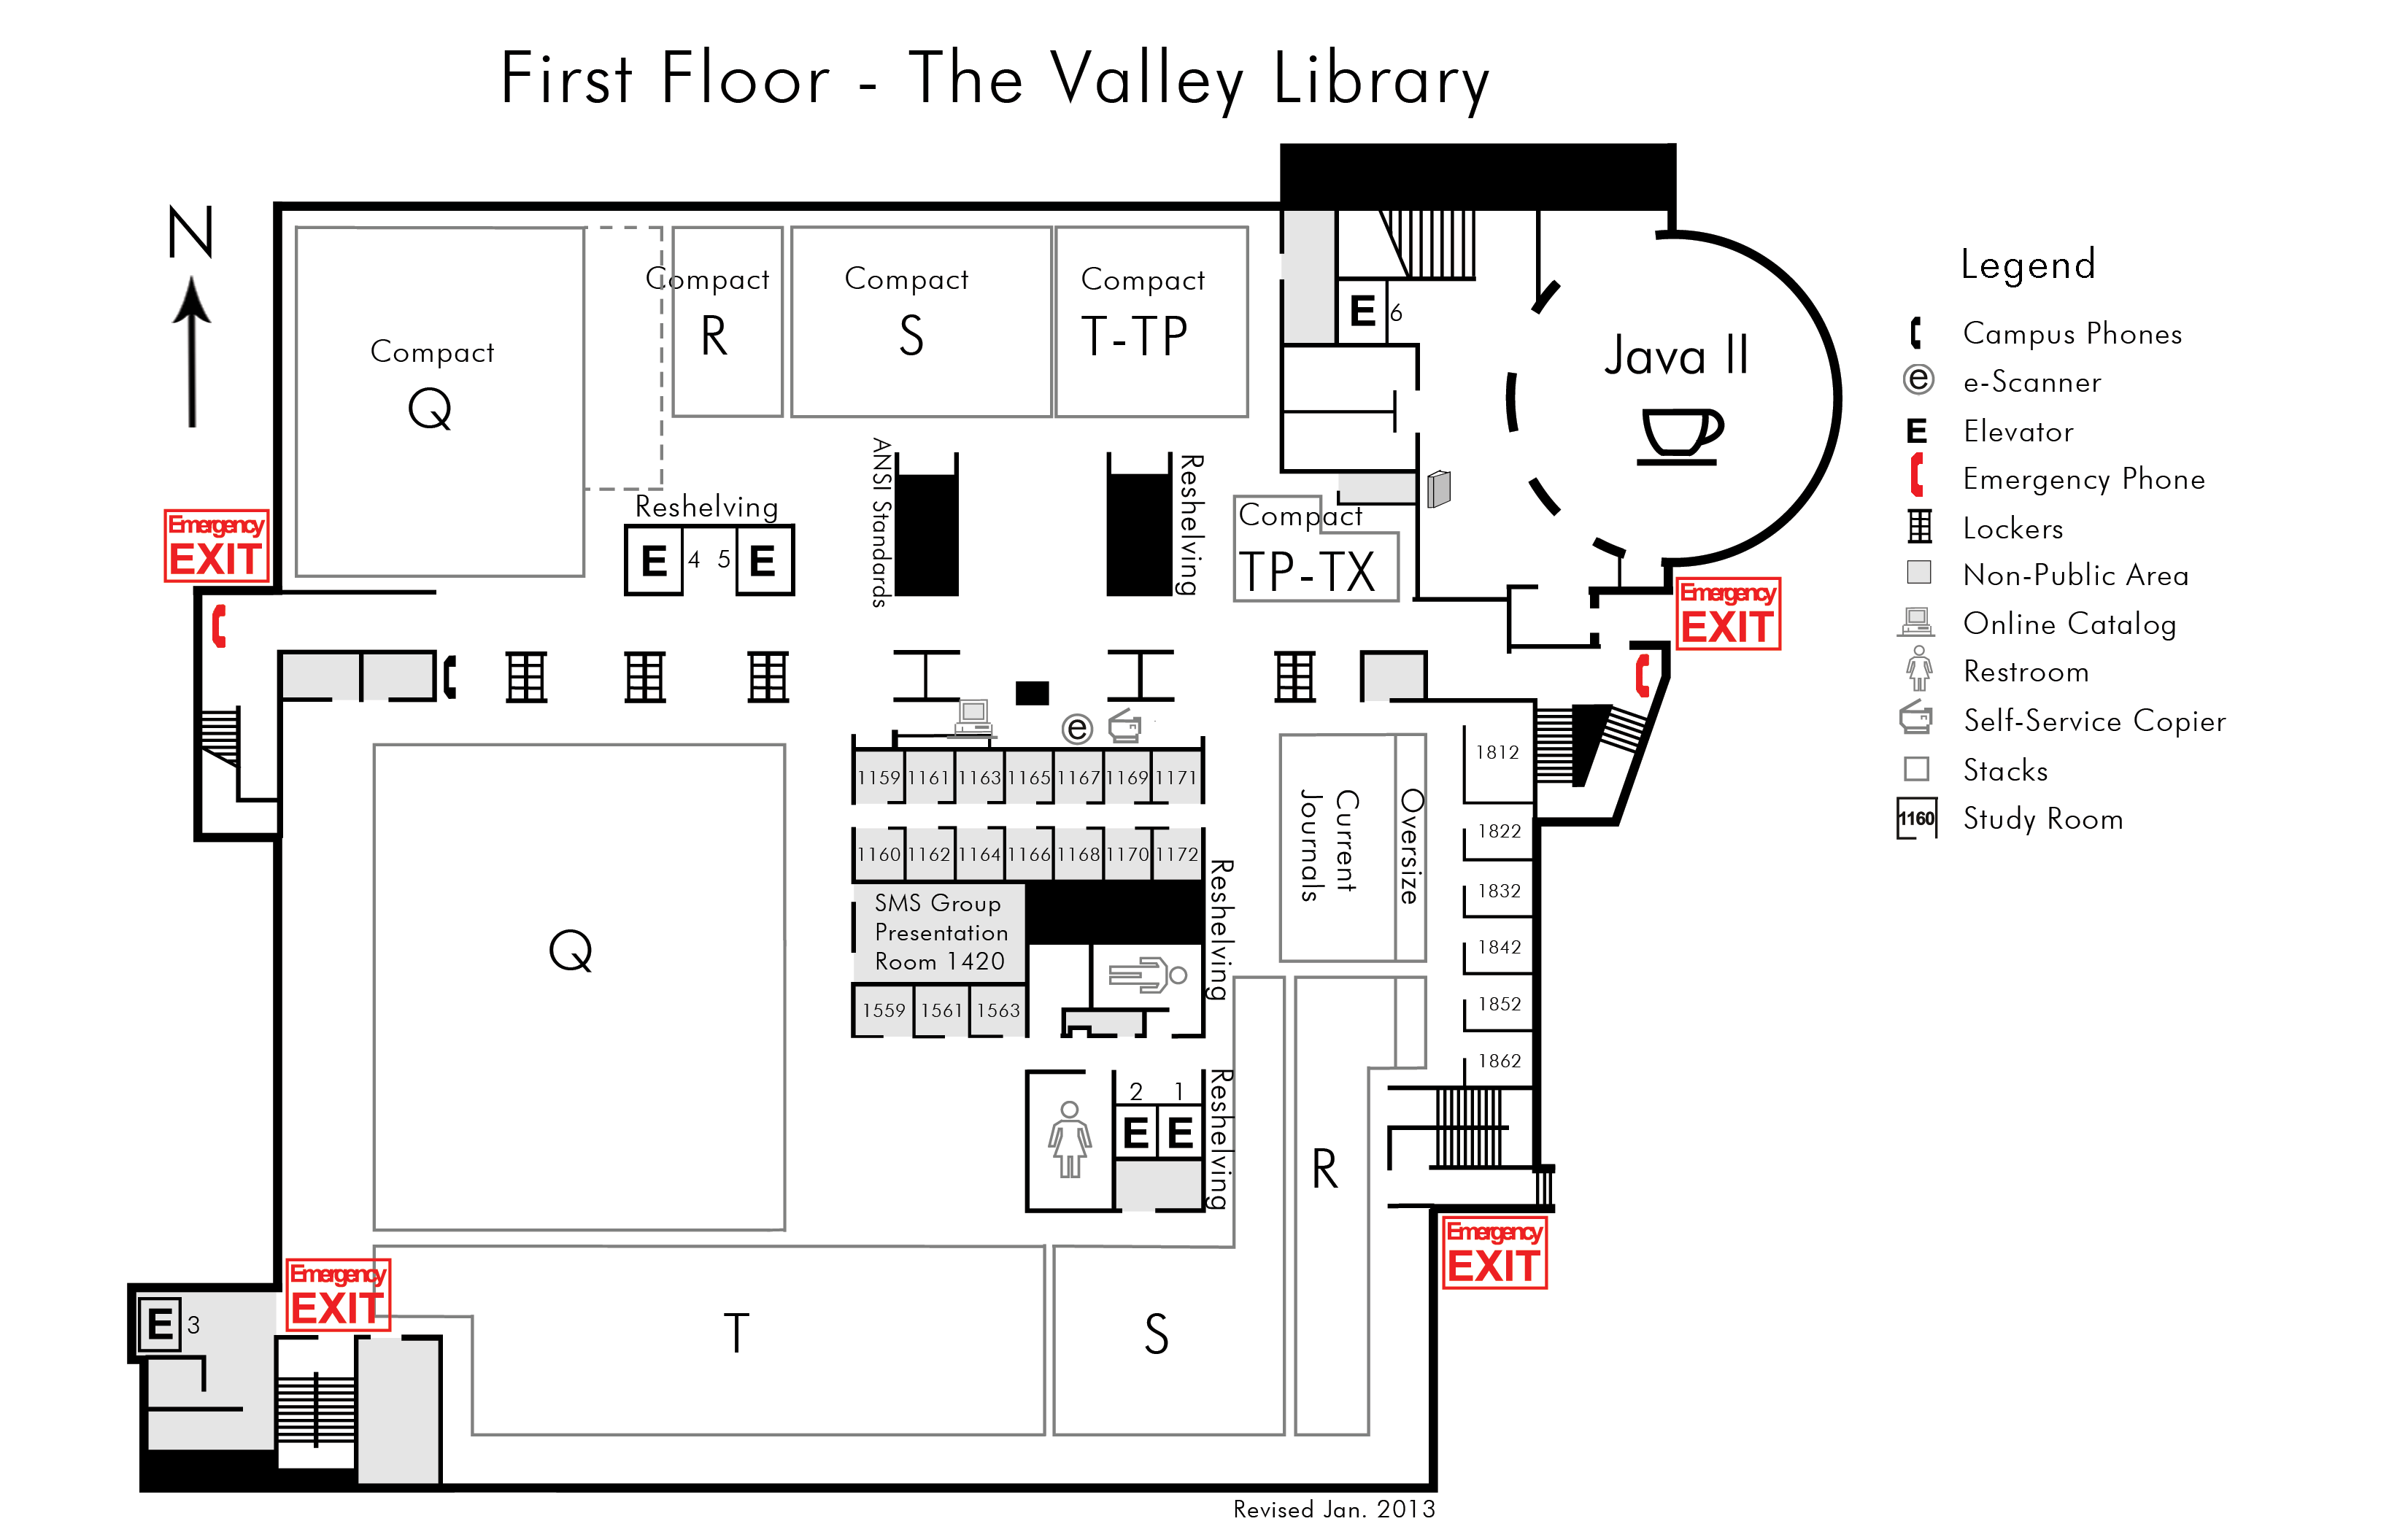 First Floor - The Valley Library
N
Compact
Q
Compact
R
Compact
S
Compact
T-TP
E 6
Java II
Legend
Campus Phones
e e-Scanner
E Elevator
Emergency Phone
Lockers
Non-Public Area
Online Catalog
Restroom
Self-Service Copier
Stacks
1160 Study Room
Emergency
EXIT
Reshelving
E 4 5 E
ANSI Standards
Reshelving
Compact
TP-TX
Emergency
EXIT
e
1159 1161 1163 1165 1167 1169 1171
1160 1162 1164 1166 1168 1170 1172
SMS Group
Presentation
Room 1420
1559 1561 1563
Reshelving
Current
Journals
Oversize
1812
1822
1832
1842
1852
1862
Q
2 1
E E
Reshelving
R
Emergency
EXIT
Emergency
EXIT
E 3
T
S
Revised Jan. 2013